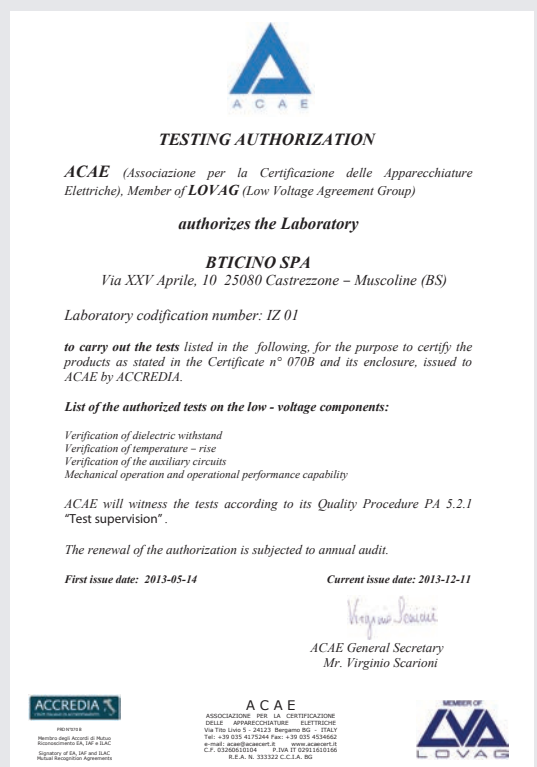 ACAE
TESTING AUTHORIZATION
ACAE (Associazione per la Certificazione delle Apparecchiature
Elettriche), Member of LOVAG (Low Voltage Agreement Group)
authorizes the Laboratory
BTICINO SPA
Via XXV Aprile, 10 25080 Castrezzone – Muscoline (BS)
Laboratory codification number: IZ 01
to carry out the tests listed in the following, for the purpose to certify the
products as stated in the Certificate n° 070B and its enclosure, issued to
ACAE by ACCREDIA.
List of the authorized tests on the low - voltage components:
Verification of dielectric withstand
Verification of temperature – rise
Verification of the auxiliary circuits
Mechanical operation and operational performance capability
ACAE will witness the tests according to its Quality Procedure PA 5.2.1
“Test supervision” .
The renewal of the authorization is subjected to annual audit.
First issue date: 2013-05-14 Current issue date: 2013-12-11
Virginio Scarioni
ACAE General Secretary
Mr. Virginio Scarioni
ACCREDIA
PRD N°070B
Membro degli Accordi di Mutuo
Riconoscimento EA, IAF e ILAC
Signatory of EA, IAF and ILAC
Mutual Recognition Agreements
ACAE
ASSOCIAZIONE PER LA CERTIFICAZIONE
DELLE APPARECCHIATURE ELETTRICHE
Via Tito Livio 5 - 24123 Bergamo BG - ITALY
Tel: +39 035 4175244 Fax: +39 035 4534662
e-mail: acae@acaecert.it www.acaecert.it
C.F. 03260610104 P.IVA IT 02911610166
R.E.A. N. 333322 C.C.I.A. BG
MEMBER OF
LVA
LOVAG